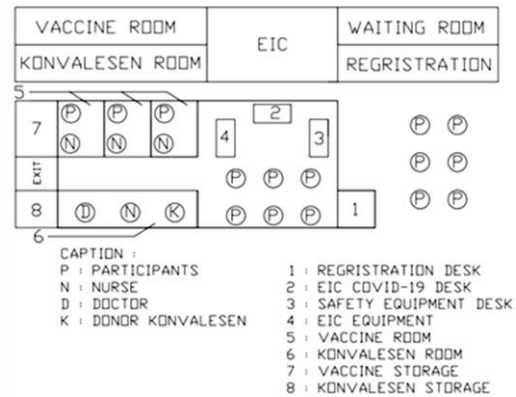 VACCINE ROOM
EIC
WAITING ROOM
KONVALESEN ROOM
REGRISTRATION
5
7
P P P
N N N
4
2
3
P P
EXIT
P P P
P P
8
D N K
P P P
1
P P
6
CAPTION :
P : PARTICIPANTS
N : NURSE
D : DOCTOR
K : DONOR KONVALESEN
1 : REGRISTRATION DESK
2 : EIC COVID-19 DESK
3 : SAFETY EQUIPMENT DESK
4 : EIC EQUIPMENT
5 : VACCINE ROOM
6 : KONVALESEN ROOM
7 : VACCINE STORAGE
8 : KONVALESEN STORAGE